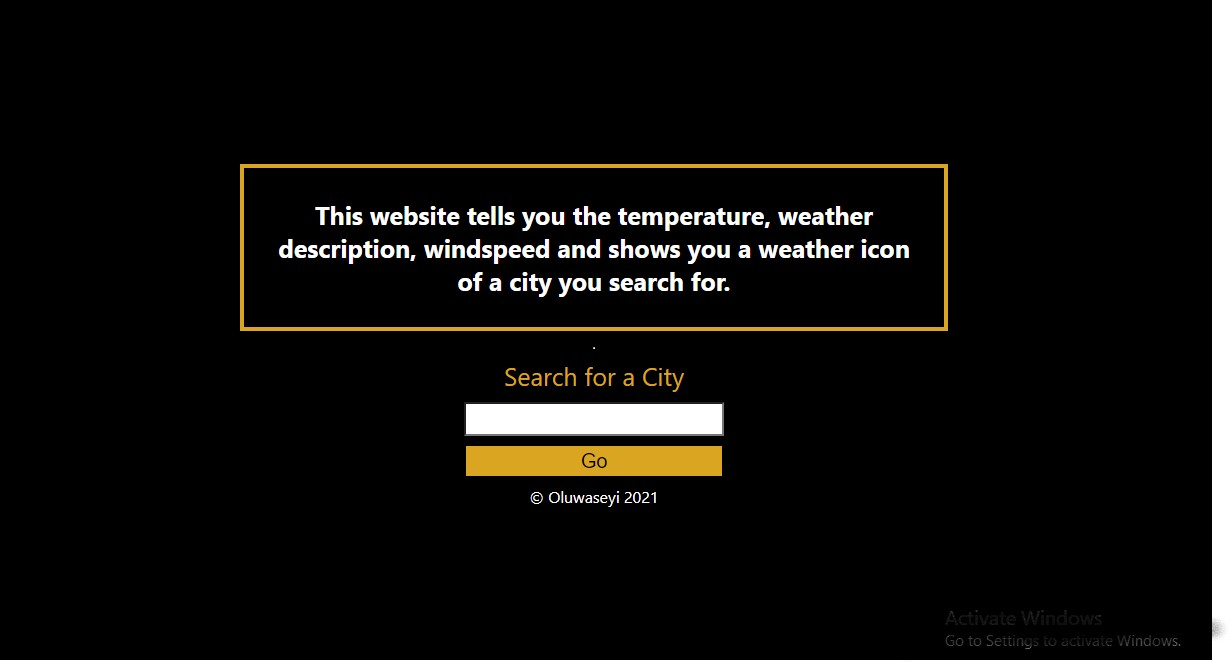 This website tells you the temperature, weather
description, windspeed and shows you a weather icon
of a city you search for.
.
Search for a City
Go
© Oluwaseyi 2021
Activate Windows
Go to Settings to activate Windows.